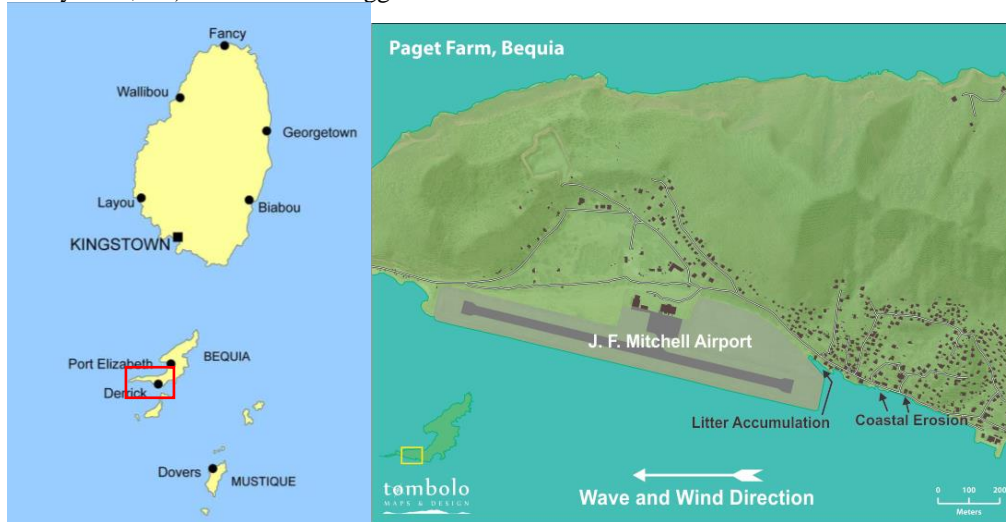 Fancy
Wallibou
Georgetown
Layou
Biabou
KINGSTOWN
Port Elizabeth
BEQUIA
Derrick
Dovers
MUSTIQUE
Paget Farm, Bequia
J. F. Mitchell Airport
Litter Accumulation
Coastal Erosion
Wave and Wind Direction
tombolo
MAPS & DESIGN
0 100 200
Meters